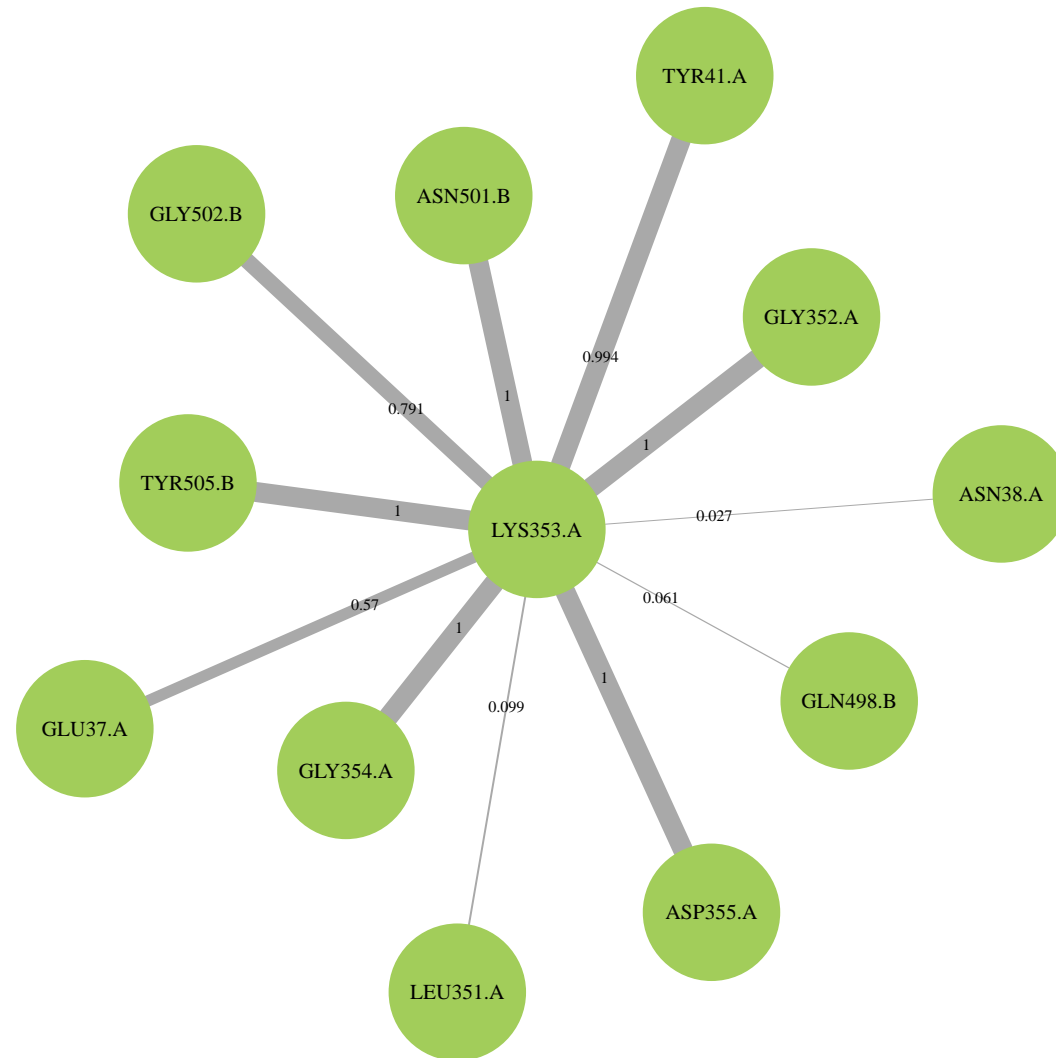 TYR41.A
ASN501.B
GLY502.B
GLY352.A
0.994
0.791
1
1
TYR505.B
ASN38.A
1
0.027
LYS353.A
0.061
0.57
1
1
GLN498.B
0.099
GLU37.A
GLY354.A
ASP355.A
LEU351.A